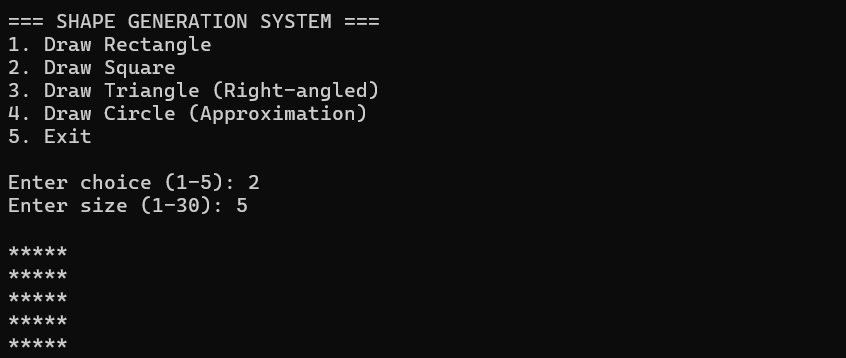 === SHAPE GENERATION SYSTEM ===
1. Draw Rectangle
2. Draw Square
3. Draw Triangle (Right-angled)
4. Draw Circle (Approximation)
5. Exit
Enter choice (1-5): 2
Enter size (1-30): 5
*****
*****
*****
*****
*****